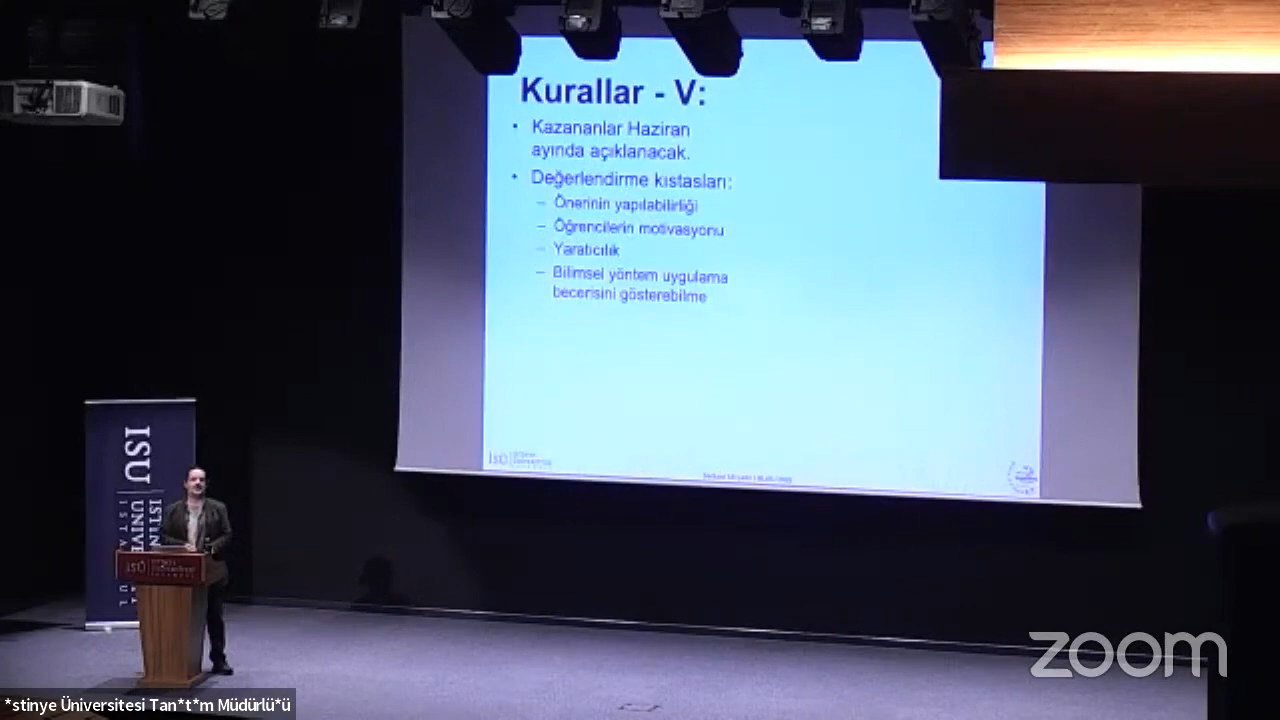 Kurallar - V:
• Kazananlar Haziran
ayında açıklanacak.
• Değerlendirme kıstasları:
– Önerinin yapılabilirliği
– Öğrencilerin motivasyonu
– Yaratıcılık
– Bilimsel yöntem uygulama
becerisini gösterebilme
ISU
ISU
zoom
*stinye Üniversitesi Tan*t*m Müdürlü*ü